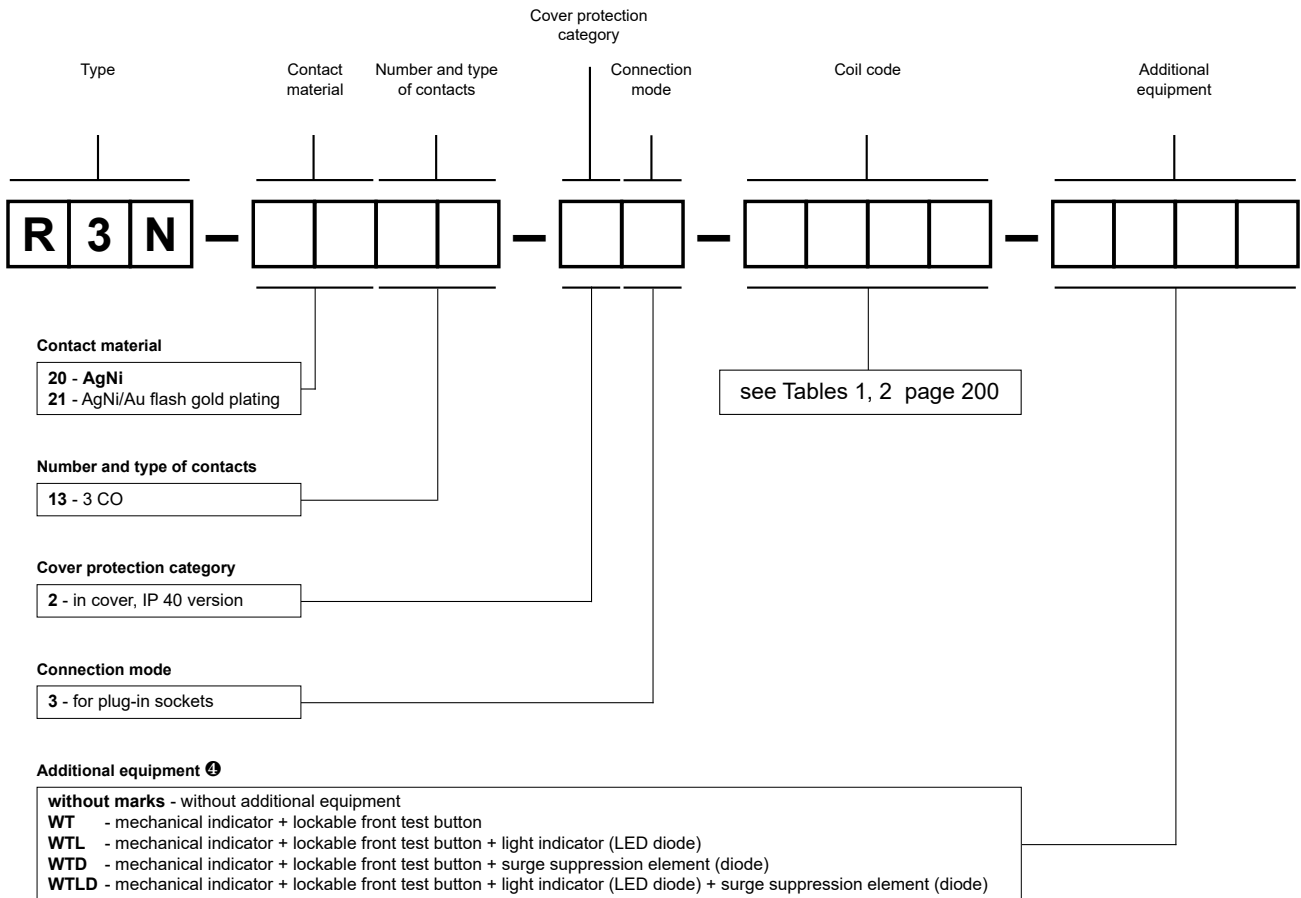 Cover protection
category
Type
Contact
material
Number and type
of contacts
Connection
mode
Coil code
Additional
equipment
R 3 N – – – –
Contact material
20 - AgNi
21 - AgNi/Au flash gold plating
see Tables 1, 2 page 200
Number and type of contacts
13 - 3 CO
Cover protection category
2 - in cover, IP 40 version
Connection mode
3 - for plug-in sockets
Additional equipment ❹
without marks - without additional equipment
WT - mechanical indicator + lockable front test button
WTL - mechanical indicator + lockable front test button + light indicator (LED diode)
WTD - mechanical indicator + lockable front test button + surge suppression element (diode)
WTLD - mechanical indicator + lockable front test button + light indicator (LED diode) + surge suppression element (diode)